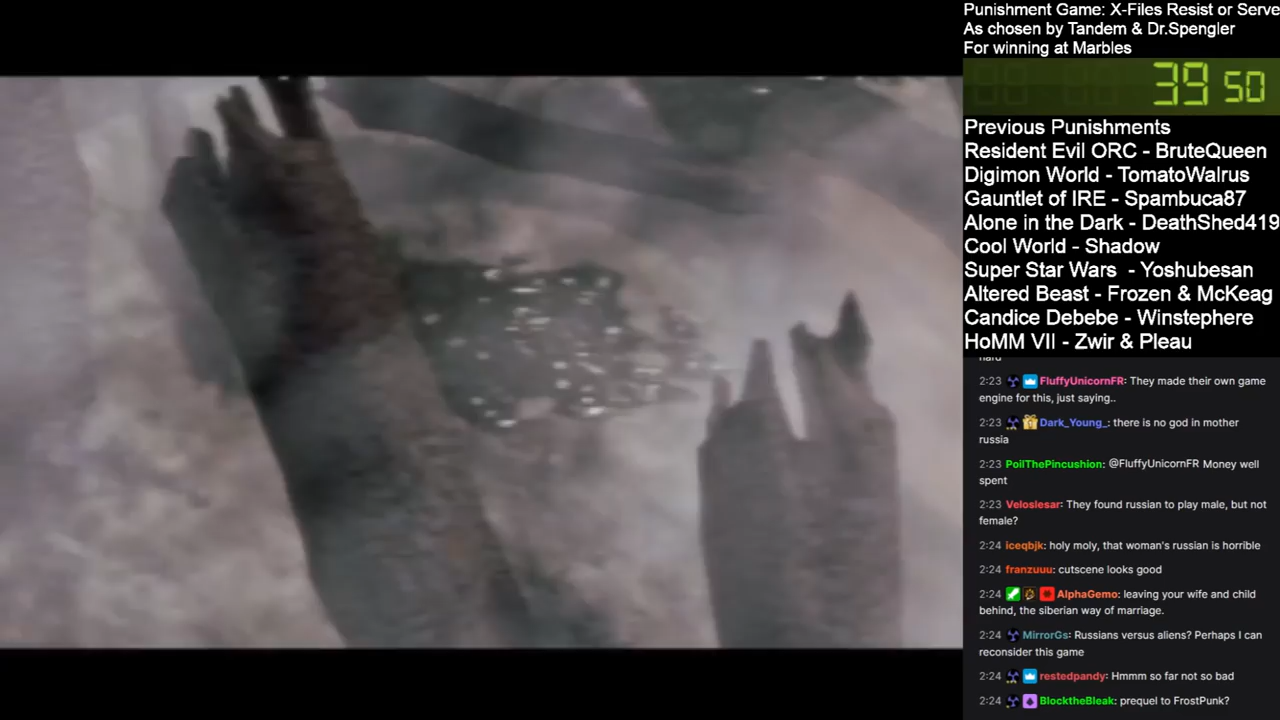 Punishment Game: X-Files Resist or Serve
As chosen by Tandem & Dr.Spengler
For winning at Marbles
39 50
Previous Punishments
Resident Evil ORC - BruteQueen
Digimon World - TomatoWalrus
Gauntlet of IRE - Spambuca87
Alone in the Dark - DeathShed419
Cool World - Shadow
Super Star Wars - Yoshubesan
Altered Beast - Frozen & McKeag
Candice Debebe - Winstephere
HoMM VII - Zwir & Pleau
hard
2:23 FluffyUnicornFR: They made their own game
engine for this, just saying..
2:23 Dark_Young_: there is no god in mother
russia
2:23 PollThePincushion: @FluffyUnicornFR Money well
spent
2:23 Veloslesar: They found russian to play male, but not
female?
2:24 iceqbjk: holy moly, that woman's russian is horrible
2:24 franzuuu: cutscene looks good
2:24 AlphaGemo: leaving your wife and child
behind, the siberian way of marriage.
2:24 MirrorGs: Russians versus aliens? Perhaps I can
reconsider this game
2:24 restedpandy: Hmmm so far not so bad
2:24 BlocktheBleak: prequel to FrostPunk?